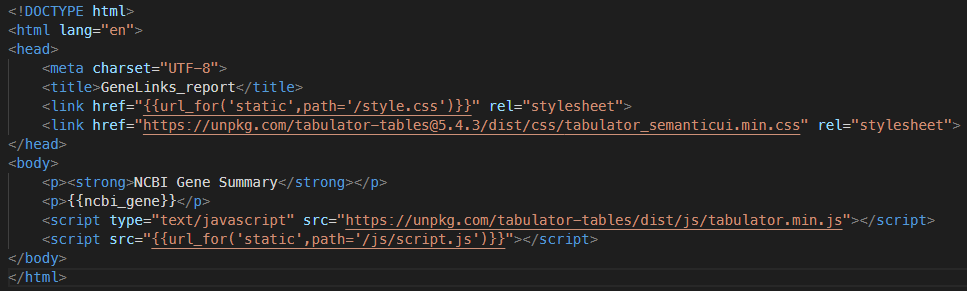 <!DOCTYPE html>
<html lang="en">
<head>
    <meta charset="UTF-8">
    <title>GeneLinks_report</title>
    <link href="{{url_for('static',path='/style.css')}}" rel="stylesheet">
    <link href="https://unpkg.com/tabulator-tables@5.4.3/dist/css/tabulator_semanticui.min.css" rel="stylesheet">
</head>
<body>
    <p><strong>NCBI Gene Summary</strong></p>
    <p>{{ncbi_gene}}</p>
    <script type="text/javascript" src="https://unpkg.com/tabulator-tables/dist/js/tabulator.min.js"></script>
    <script src="{{url_for('static',path='/js/script.js')}}"></script>
</body>
</html>